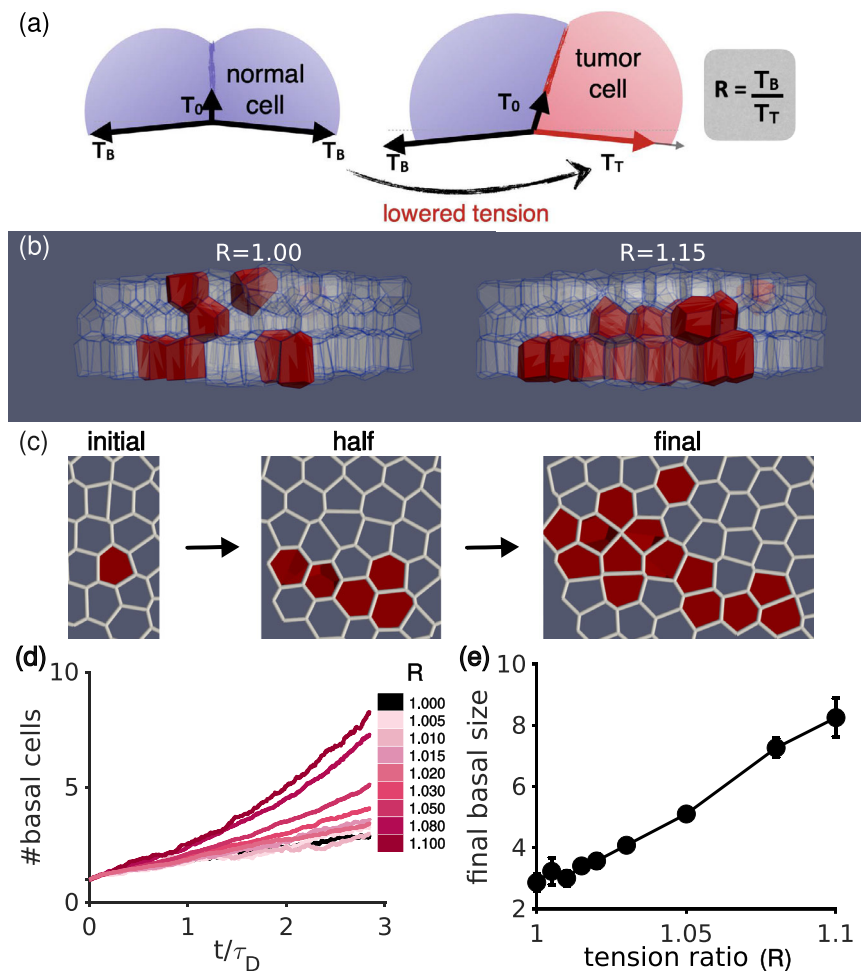 (a)
normal
cell
T0
TB
TB
tumor
cell
T0
TB
TT
R = TB
TT
lowered tension
(b)
R=1.00
R=1.15
(c)
initial
half
final
(d)
10
5
0
#basal cells
0
1
2
3
t/τD
R
1.000
1.005
1.010
1.015
1.020
1.030
1.050
1.080
1.100
(e)
10
8
6
4
2
final basal size
1
1.05
1.1
tension ratio (R)